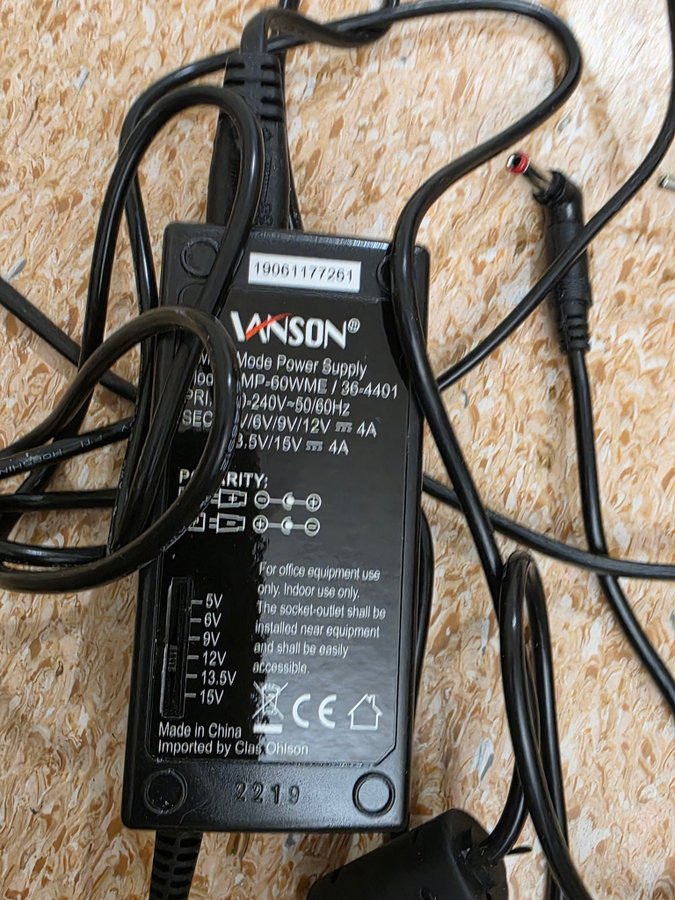 19061177261
VANSON®
Mode Power Supply
MP-60WME / 36-4401
PRI 0-240V~50/60Hz
SEC V/6V/9V/12V ⎓ 4A
3.5V/15V ⎓ 4A
P ARITY:
For office equipment use
only. Indoor use only.
The socket-outlet shall be
installed near equipment
and shall be easily
accessible.
5V
6V
9V
12V
13.5V
15V
CE
Made in China
Imported by Clas Ohlson
2219